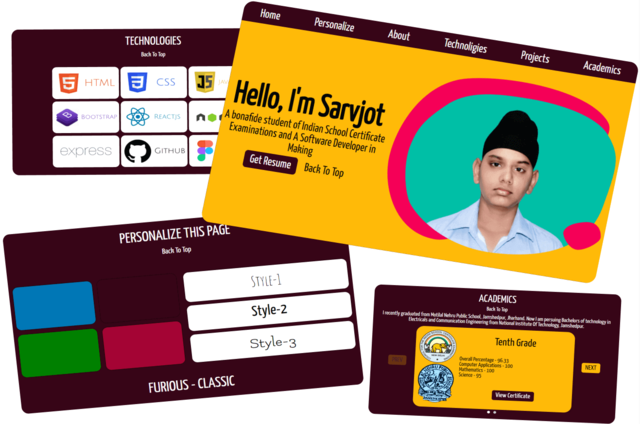 TECHNOLOGIES
Back To Top
HTML
CSS
JS
BOOTSTRAP
REACTJS
express
GITHUB
Home
Personalize
About
Technoligies
Projects
Academics
Hello, I'm Sarvjot
A bonafide student of Indian School Certificate
Examinations and A Software Developer in
Making
Get Resume
Back To Top
PERSONALIZE THIS PAGE
Back To Top
STYLE-1
Style-2
Style-3
FURIOUS - CLASSIC
ACADEMICS
Back To Top
I recently graduated from Motilal Nehru Public School, Jamshedpur, Jharkand. Now I am persuing Bachelors of technology in
Electricals and Communication Engineering from National Institute Of Technology, Jamshedpur.
Tenth Grade
Overall Percentage - 96.33
Computer Applications - 100
Mathematics - 100
Science - 95
View Certificate
PREV
NEXT